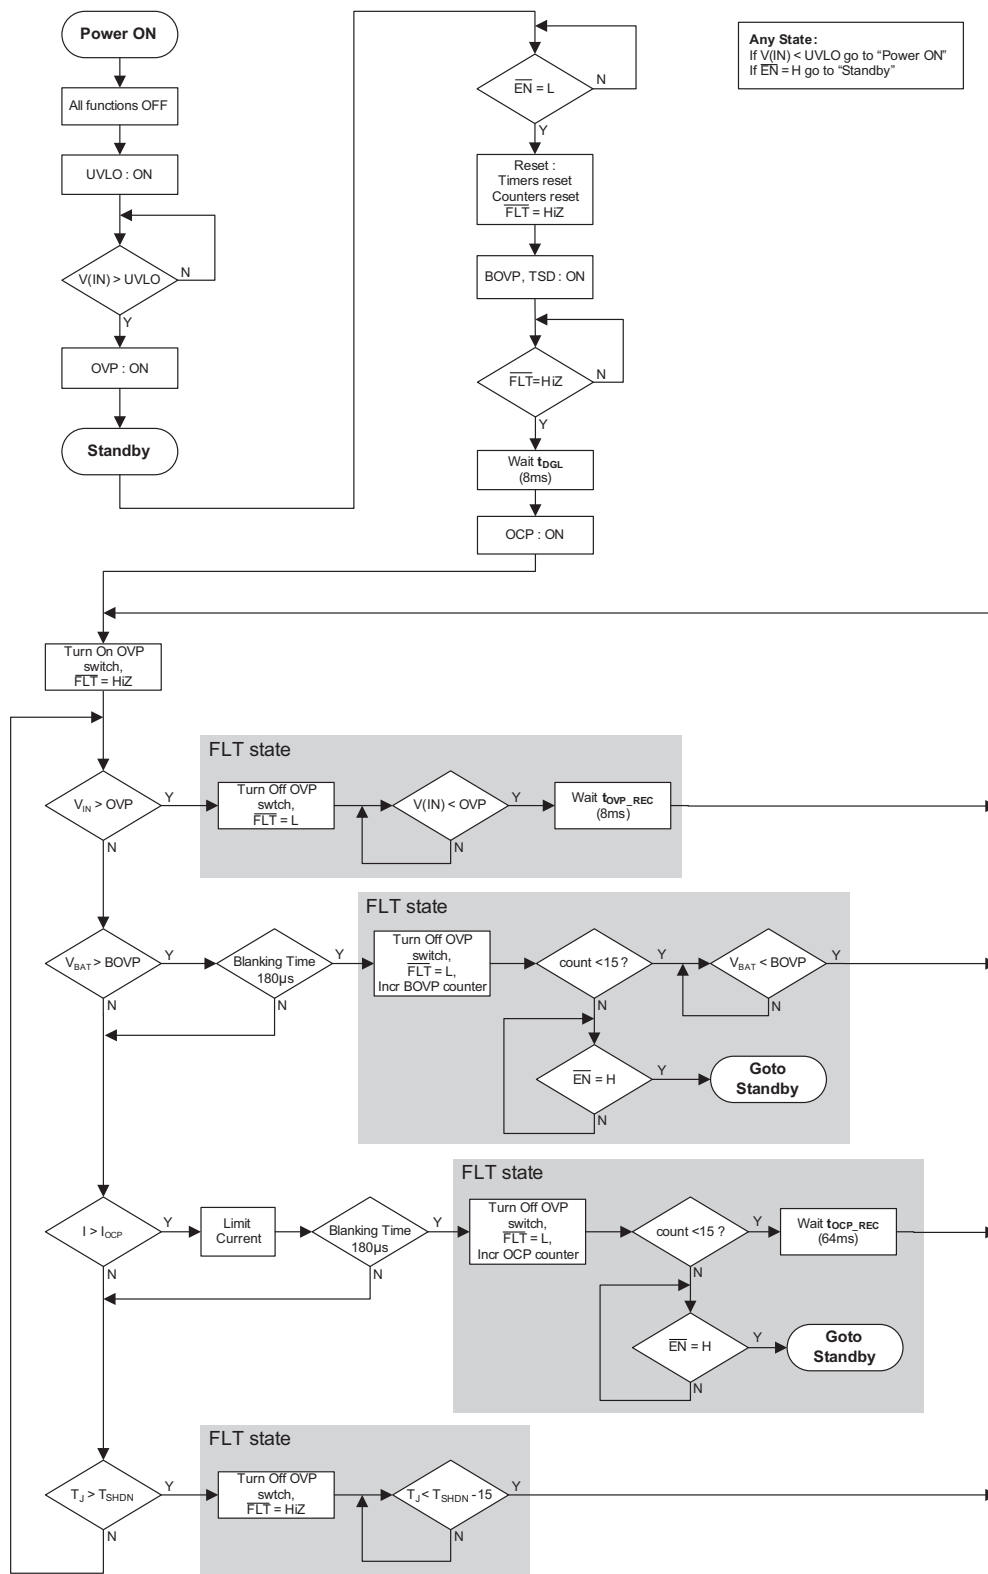 Power ON
All functions OFF
UVLO : ON
V(IN) > UVLO
N
Y
OVP : ON
Standby
EN = L
N
Y
Reset :
Timers reset
Counters reset
FLT = HiZ
BOVP, TSD : ON
FLT=HiZ
N
Y
Wait tDGL
(8ms)
OCP : ON
Any State:
If V(IN) < UVLO go to “Power ON”
If EN = H go to “Standby”
Turn On OVP
switch,
FLT = HiZ
VIN > OVP
Y
N
FLT state
Turn Off OVP
swtch,
FLT = L
V(IN) < OVP
Y
N
Wait tOVP_REC
(8ms)
VBAT > BOVP
Y
N
Blanking Time
180µs
Y
N
FLT state
Turn Off OVP
switch,
FLT = L,
Incr BOVP counter
count <15 ?
Y
N
VBAT < BOVP
Y
N
EN = H
Y
N
Goto
Standby
I > IOCP
Y
N
Limit
Current
Blanking Time
180µs
Y
N
FLT state
Turn Off OVP
switch,
FLT = L,
Incr OCP counter
count <15 ?
Y
N
Wait tOCP_REC
(64ms)
EN = H
Y
N
Goto
Standby
TJ > TSHDN
Y
N
FLT state
Turn Off OVP
swtch,
FLT = HiZ
TJ < TSHDN - 15
Y
N